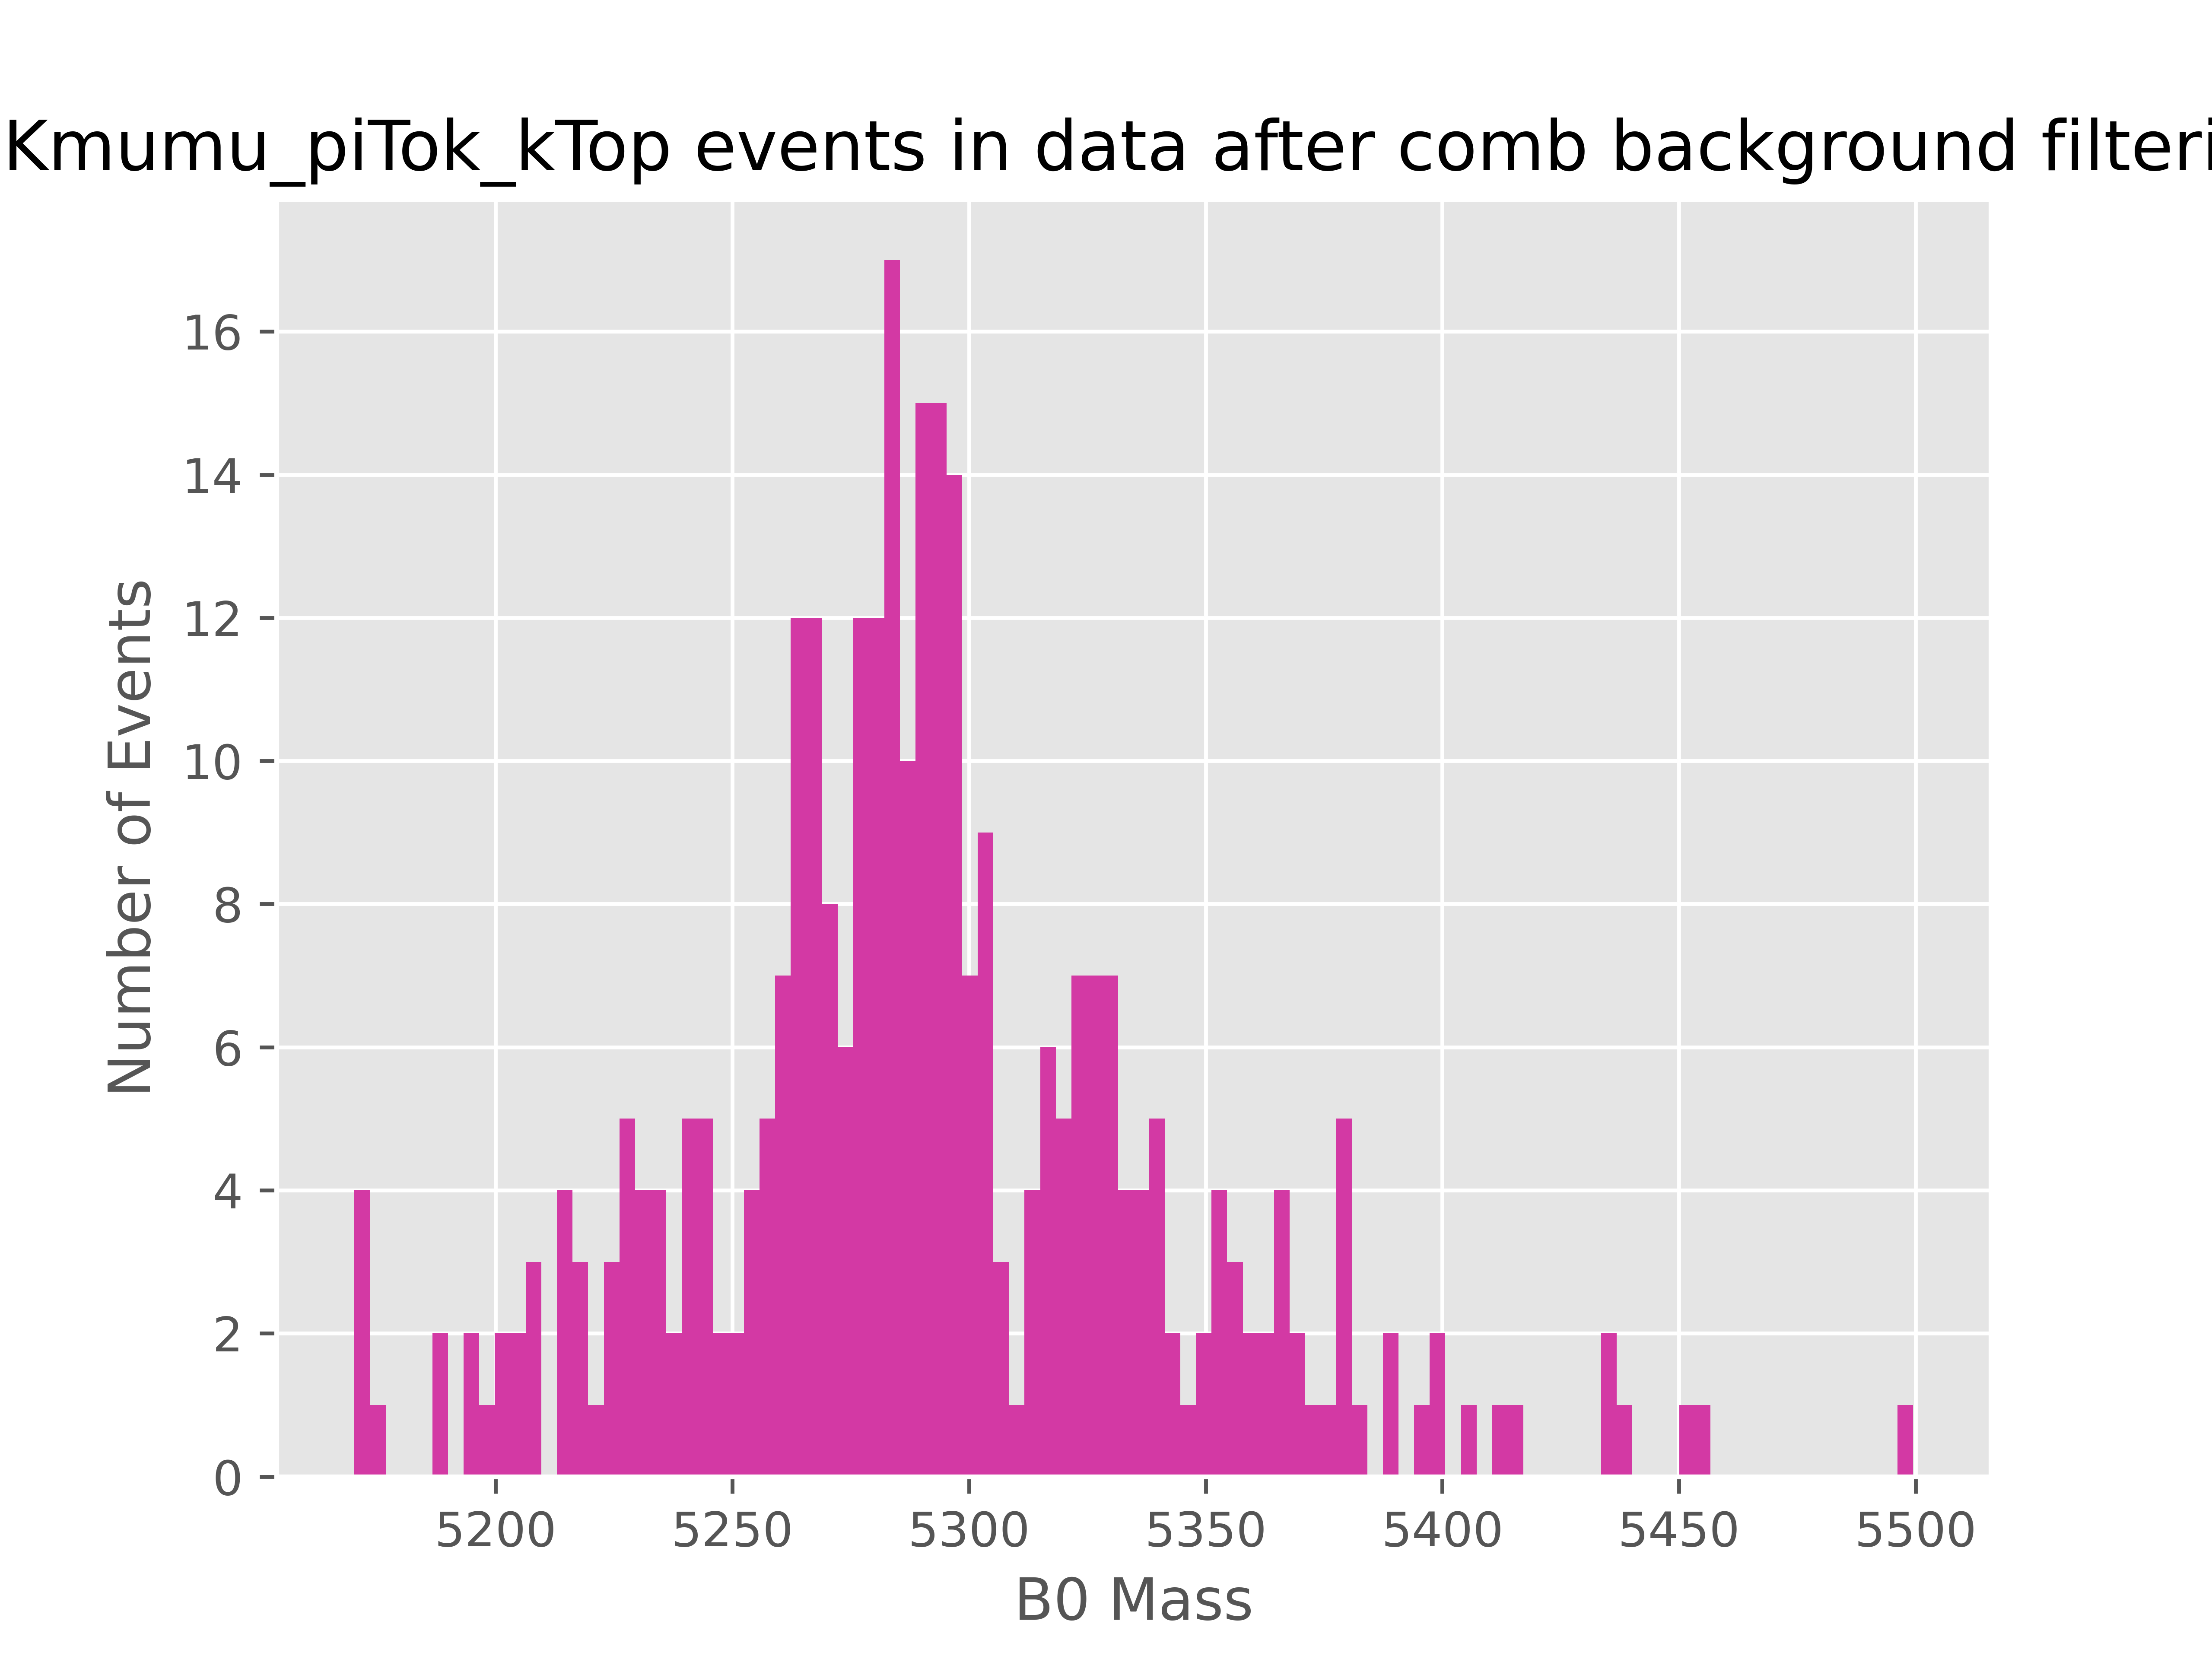 Kmumu_piTok_kTop events in data after comb background filteri
Number of Events
16
14
12
10
8
6
4
2
0
5200 5250 5300 5350 5400 5450 5500
B0 Mass